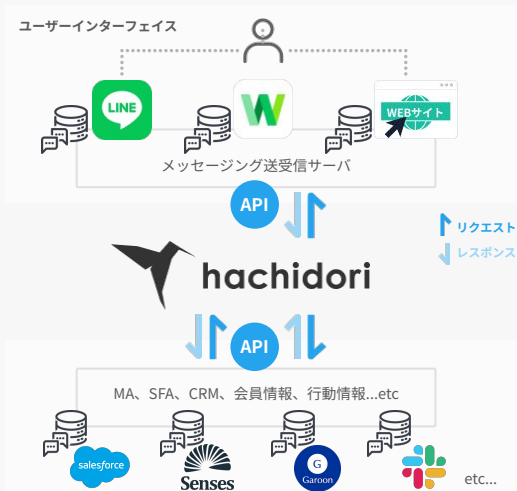 ユーザーインターフェイス
LINE
W
WEBサイト
メッセージング送受信サーバ
API
リクエスト
レスポンス
hachidori
API
MA、SFA、CRM、会員情報、行動情報...etc
salesforce
Senses
G
Garoon
etc...